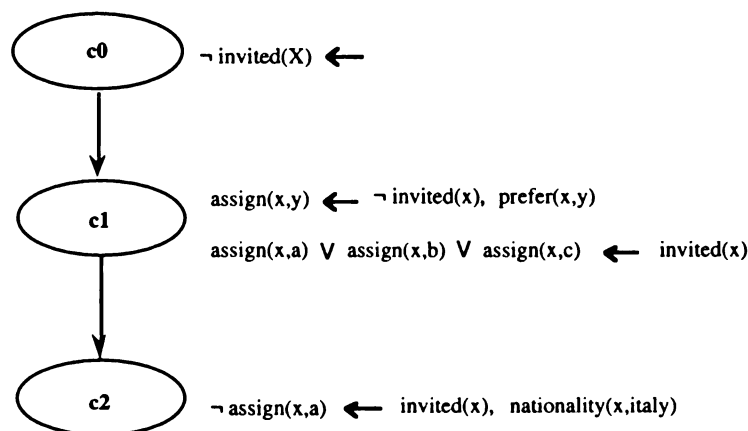 c0 ¬ invited(X) ←
c1
assign(x,y) ← ¬ invited(x), prefer(x,y)
assign(x,a) V assign(x,b) V assign(x,c) ← invited(x)
c2 ¬ assign(x,a) ← invited(x), nationality(x,italy)